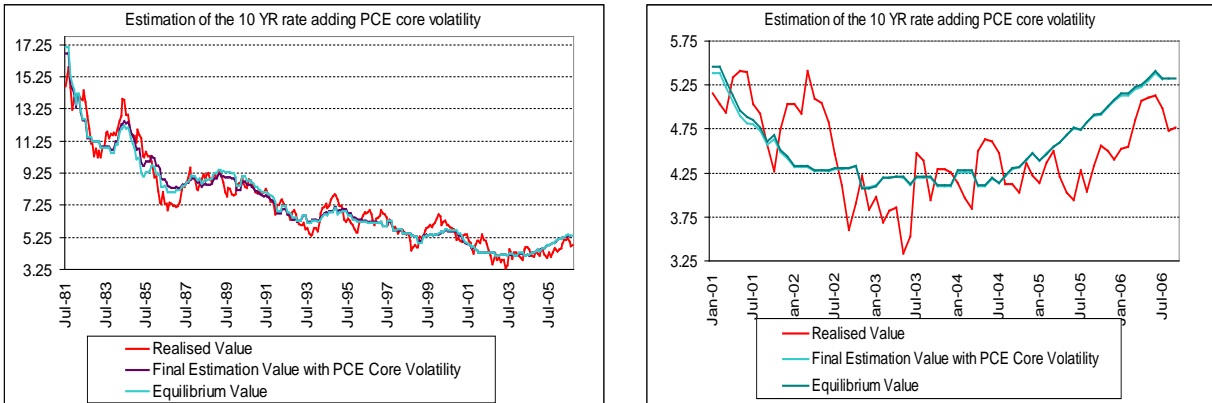 Estimation of the 10 YR rate adding PCE core volatility
17.25
15.25
13.25
11.25
9.25
7.25
5.25
3.25
Jul-81
Jul-83
Jul-85
Jul-87
Jul-89
Jul-91
Jul-93
Jul-95
Jul-97
Jul-99
Jul-01
Jul-03
Jul-05
Realised Value
Final Estimation Value with PCE Core Volatility
Equilibrium Value
Estimation of the 10 YR rate adding PCE core volatility
5.75
5.25
4.75
4.25
3.75
3.25
Jan-01
Jul-01
Jan-02
Jul-02
Jan-03
Jul-03
Jan-04
Jul-04
Jan-05
Jul-05
Jan-06
Jul-06
Realised Value
Final Estimation Value with PCE Core Volatility
Equilibrium Value